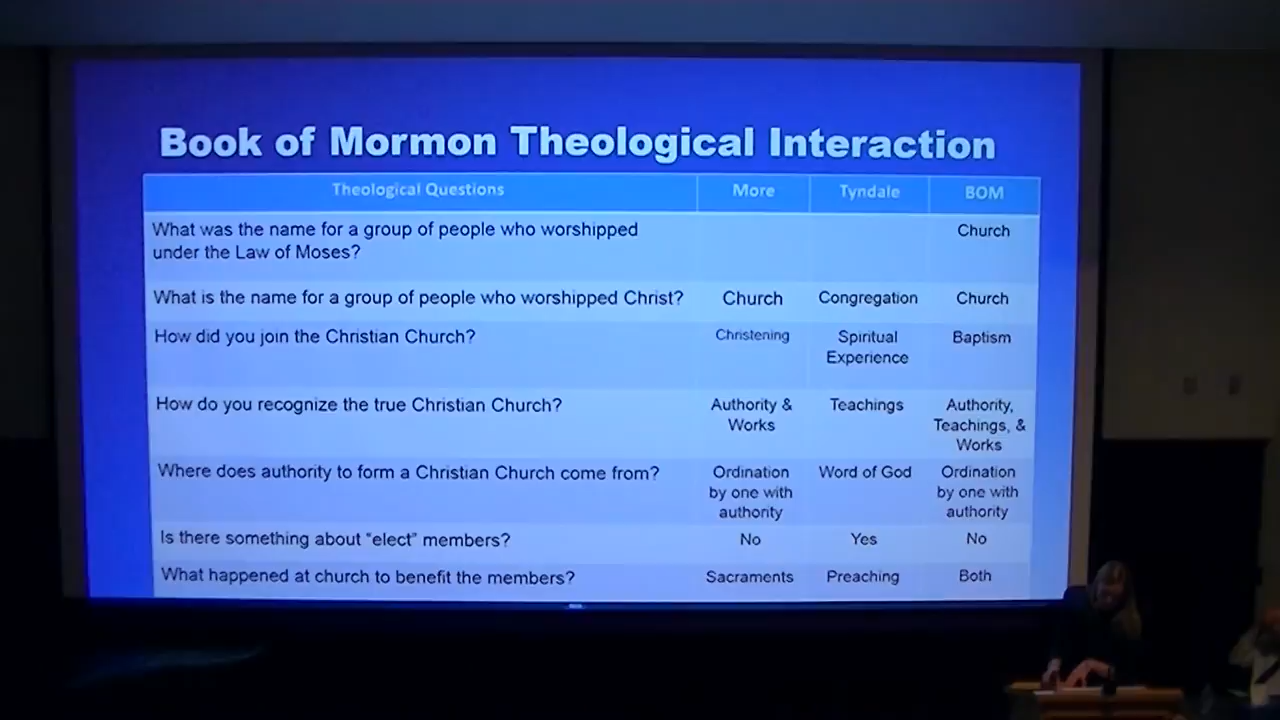 Book of Mormon Theological Interaction
Theological Questions More Tyndale BOM
What was the name for a group of people who worshipped
under the Law of Moses?
Church
What is the name for a group of people who worshipped Christ? Church Congregation Church
How did you join the Christian Church? Christening Spiritual
Experience
Baptism
How do you recognize the true Christian Church? Authority &
Works
Teachings
Authority,
Teachings, &
Works
Where does authority to form a Christian Church come from? Ordination
by one with
authority
Word of God
Ordination
by one with
authority
Is there something about "elect" members? No Yes No
What happened at church to benefit the members? Sacraments Preaching Both